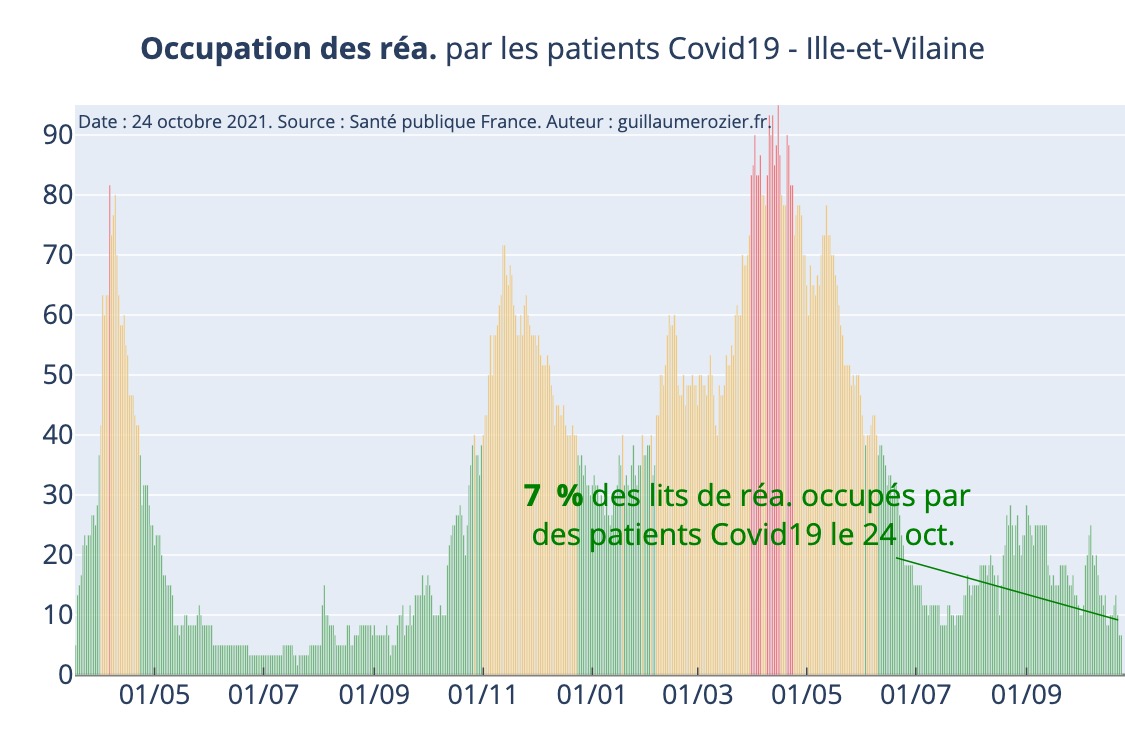 Occupation des réa. par les patients Covid19 - Ille-et-Vilaine
Date : 24 octobre 2021. Source : Santé publique France. Auteur : guillaumerozier.fr.
90
80
70
60
50
40
30
20
10
0
7 % des lits de réa. occupés par
des patients Covid19 le 24 oct.
01/05 01/07 01/09 01/11 01/01 01/03 01/05 01/07 01/09